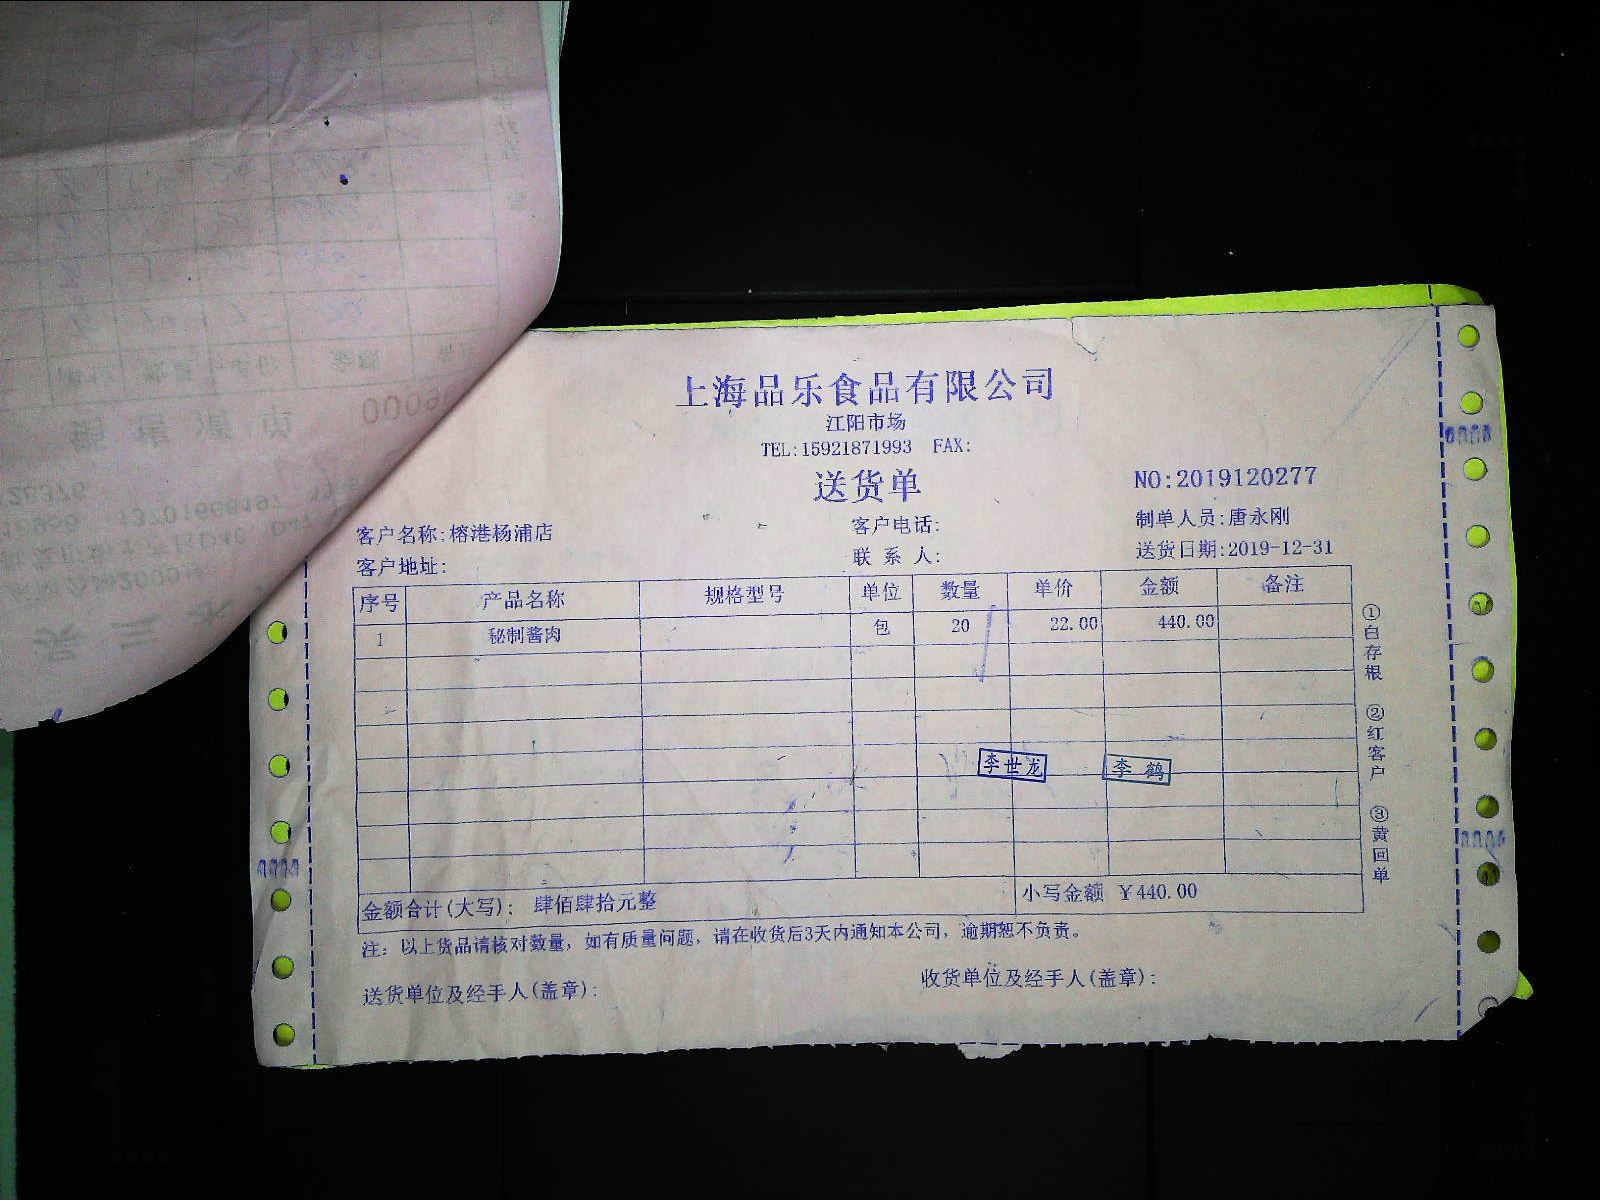 上海品乐食品有限公司
江阳市场
TEL:15921871993 FAX:
送货单
NO:2019120277
客户名称:榕港杨浦店 客户电话: 制单人员:唐永刚
客户地址: 联系人: 送货日期:2019-12-31
序号 产品名称 规格型号 单位 数量 单价 金额 备注
1 秘制酱肉 包 20 22.00 440.00
李世龙 李鹤
金额合计(大写): 肆佰肆拾元整 小写金额 ￥440.00
注: 以上货品请核对数量, 如有质量问题, 请在收货后3天内通知本公司, 逾期恕不负责。
送货单位及经手人(盖章): 收货单位及经手人(盖章):
①白存根 ②红客户 ③黄回单